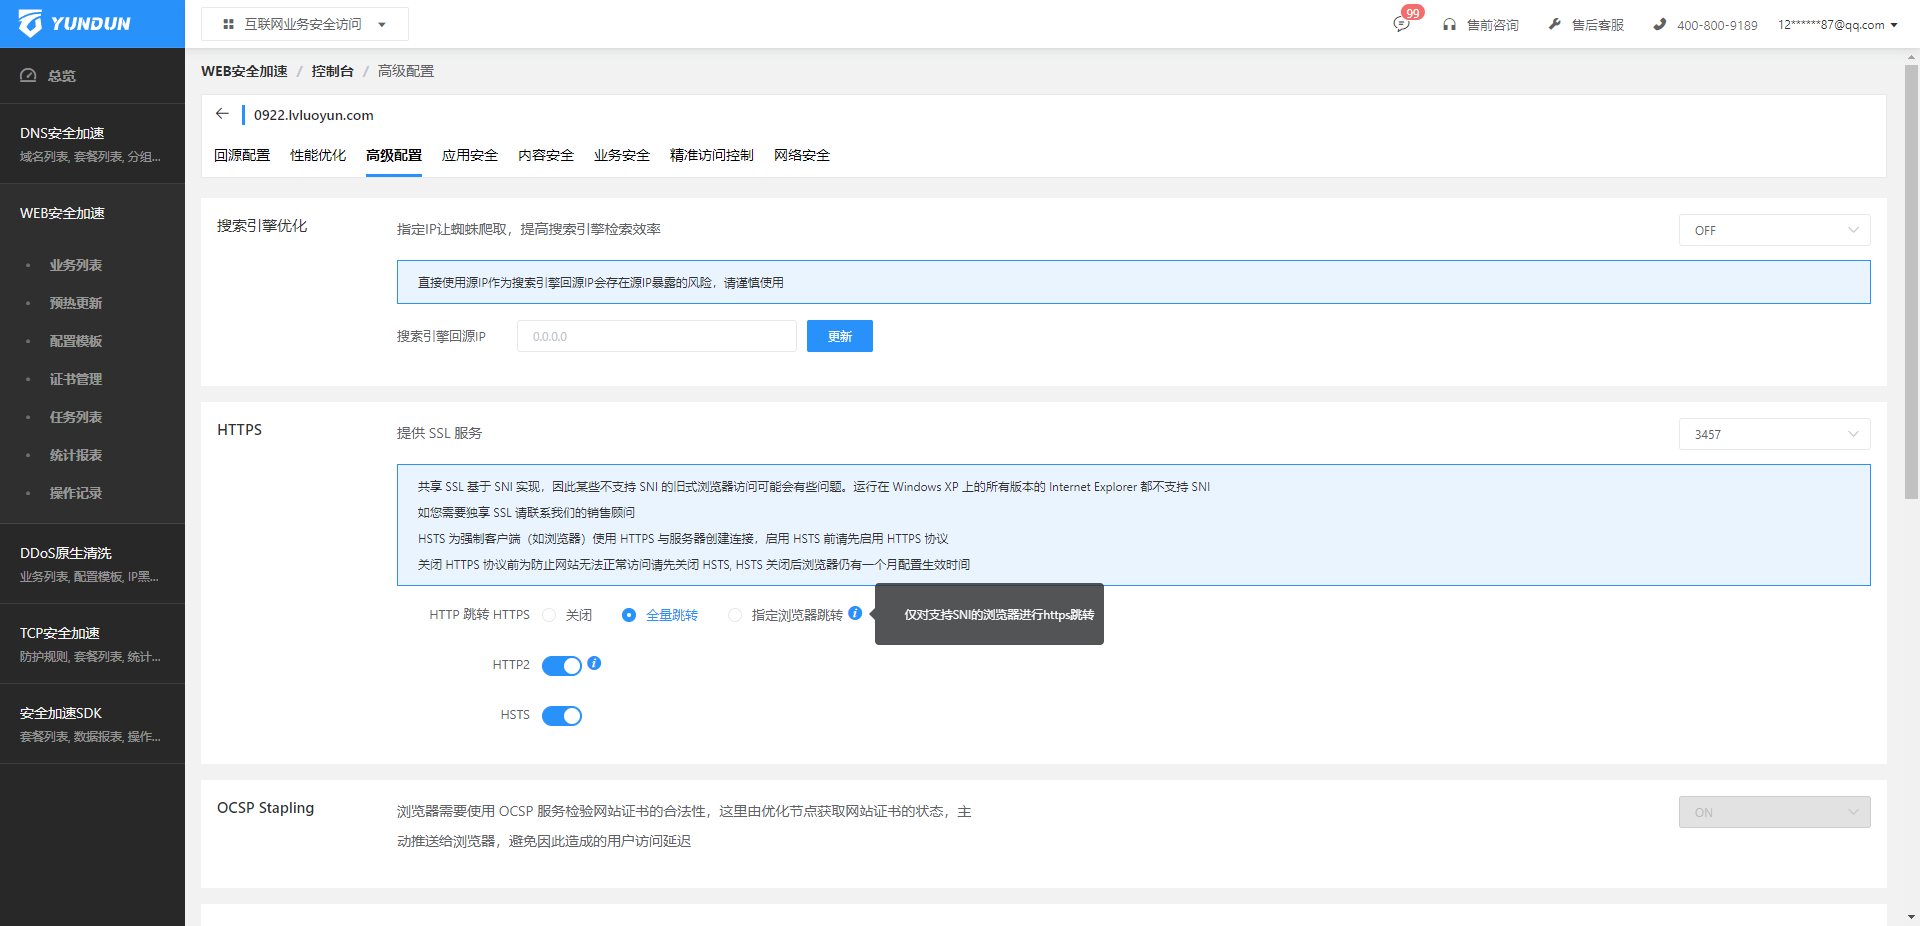 YUNDUN
互联网业务安全访问
99
售前咨询
售后客服
400-800-9189
12******87@qq.com
总览
DNS安全加速
域名列表, 套餐列表, 分组...
WEB安全加速
业务列表
预热更新
配置模板
证书管理
任务列表
统计报表
操作记录
DDoS原生清洗
业务列表, 配置模板, IP黑...
TCP安全加速
防护规则, 套餐列表, 统计...
安全加速SDK
套餐列表, 数据报表, 操作...
WEB安全加速 / 控制台 / 高级配置
0922.lvluoyun.com
回源配置 性能优化 高级配置 应用安全 内容安全 业务安全 精准访问控制 网络安全
搜索引擎优化
指定IP让蜘蛛爬取，提高搜索引擎检索效率
OFF
直接使用源IP作为搜索引擎回源IP会存在源IP暴露的风险，请谨慎使用
搜索引擎回源IP 0.0.0.0 更新
HTTPS
提供 SSL 服务
3457
共享 SSL 基于 SNI 实现，因此某些不支持 SNI 的旧式浏览器访问可能会有些问题。运行在 Windows XP 上的所有版本的 Internet Explorer 都不支持 SNI
如您需要独享 SSL 请联系我们的销售顾问
HSTS 为强制客户端（如浏览器）使用 HTTPS 与服务器创建连接，启用 HSTS 前请先启用 HTTPS 协议
关闭 HTTPS 协议前为防止网站无法正常访问请先关闭 HSTS, HSTS 关闭后浏览器仍有一个月配置生效时间
HTTP 跳转 HTTPS 关闭 全量跳转 指定浏览器跳转 仅对支持SNI的浏览器进行https跳转
HTTP2
HSTS
OCSP Stapling
浏览器需要使用 OCSP 服务检验网站证书的合法性，这里由优化节点获取网站证书的状态，主
动推送给浏览器，避免因此造成的用户访问延迟
ON